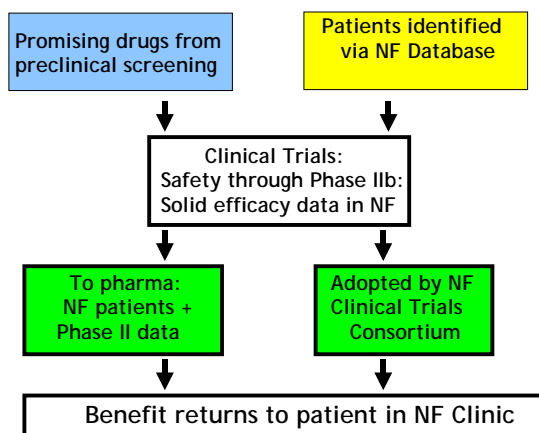 Promising drugs from
preclinical screening
Patients identified
via NF Database
Clinical Trials:
Safety through Phase IIb:
Solid efficacy data in NF
To pharma:
NF patients +
Phase II data
Adopted by NF
Clinical Trials
Consortium
Benefit returns to patient in NF Clinic